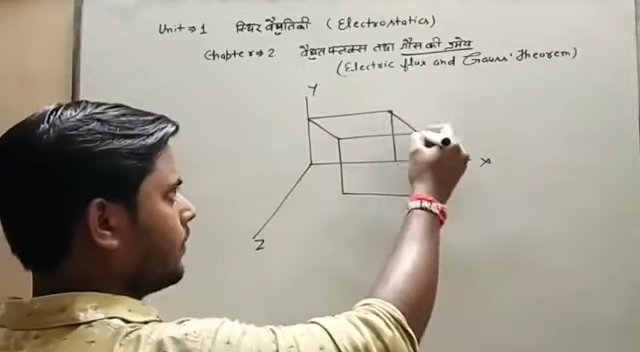 Unit⇒1 स्थिर वैद्युतिकी (Electrostatics)
Chapter⇒2 वैद्युत फ्लक्स तथा गौस की प्रमेय
(Electric flux and Gauss' Theorem)
Y
X
Z